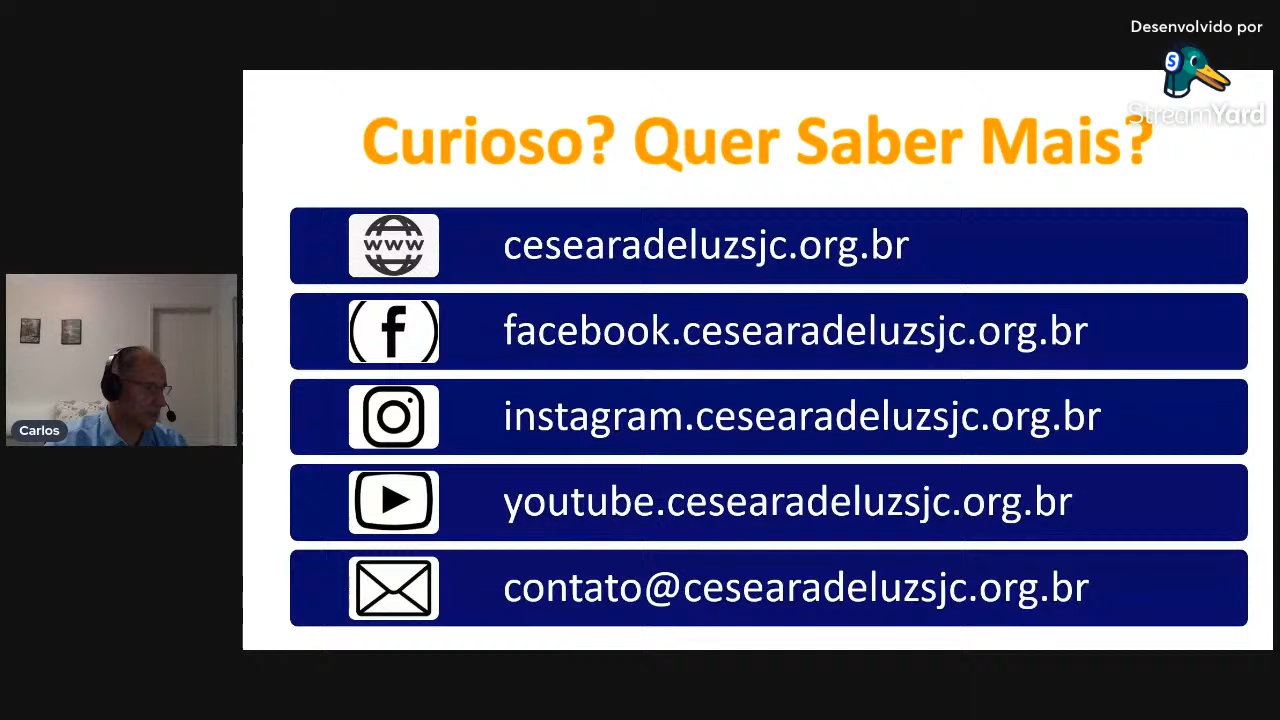 Desenvolvido por
S
StreamYard
Curioso? Quer Saber Mais?
www
cesearadeluzsjc.org.br
f
facebook.cesearadeluzsjc.org.br
instagram.cesearadeluzsjc.org.br
youtube.cesearadeluzsjc.org.br
contato@cesearadeluzsjc.org.br
Carlos